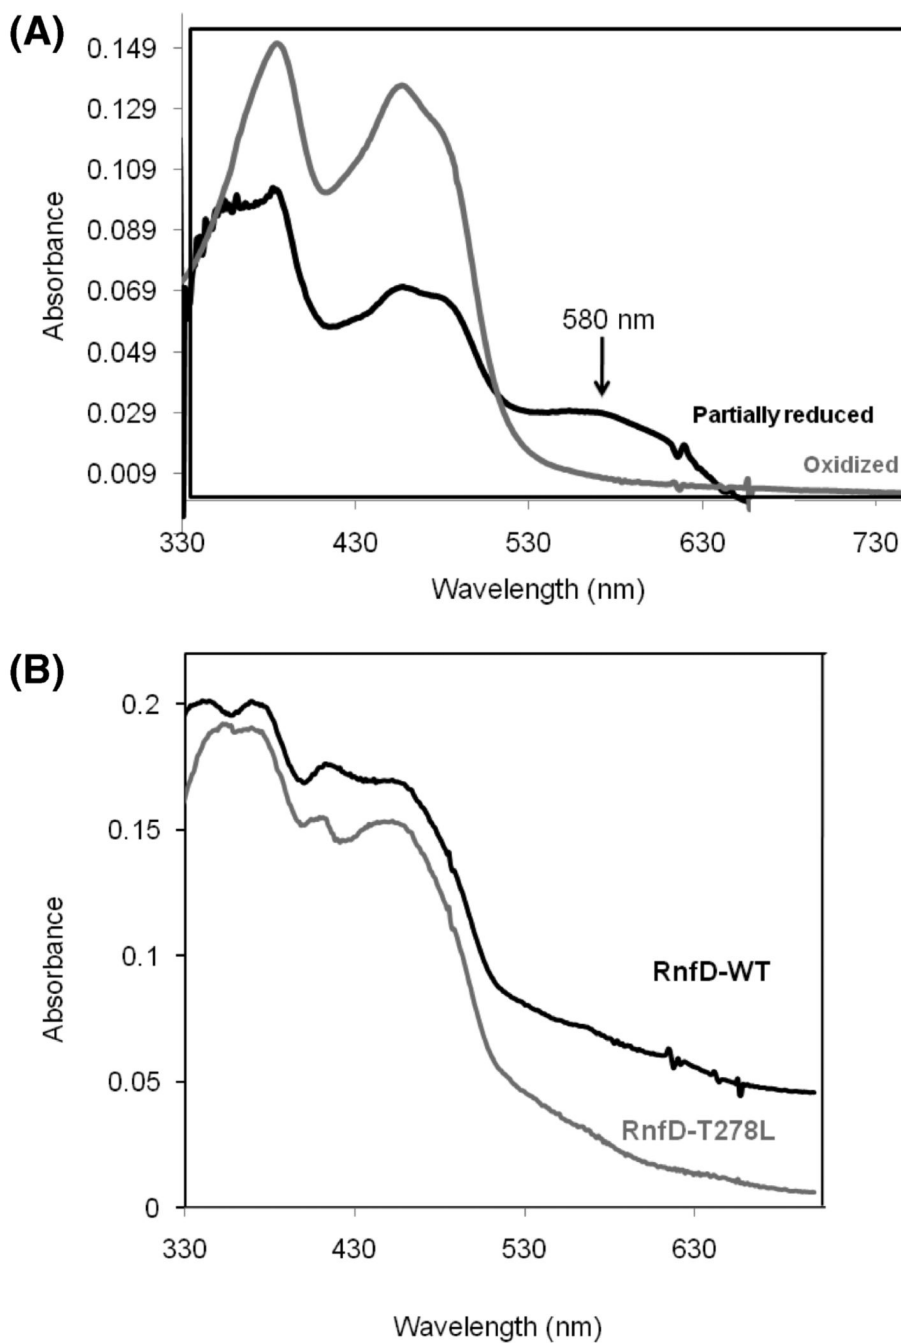 (A)
0.149
0.129
0.109
0.089
0.069
0.049
0.029
0.009
Absorbance
580 nm
Partially reduced
Oxidized
330 430 530 630 730
Wavelength (nm)
(B)
0.2
0.15
0.1
0.05
0
Absorbance
RnfD-WT
RnfD-T278L
330 430 530 630
Wavelength (nm)